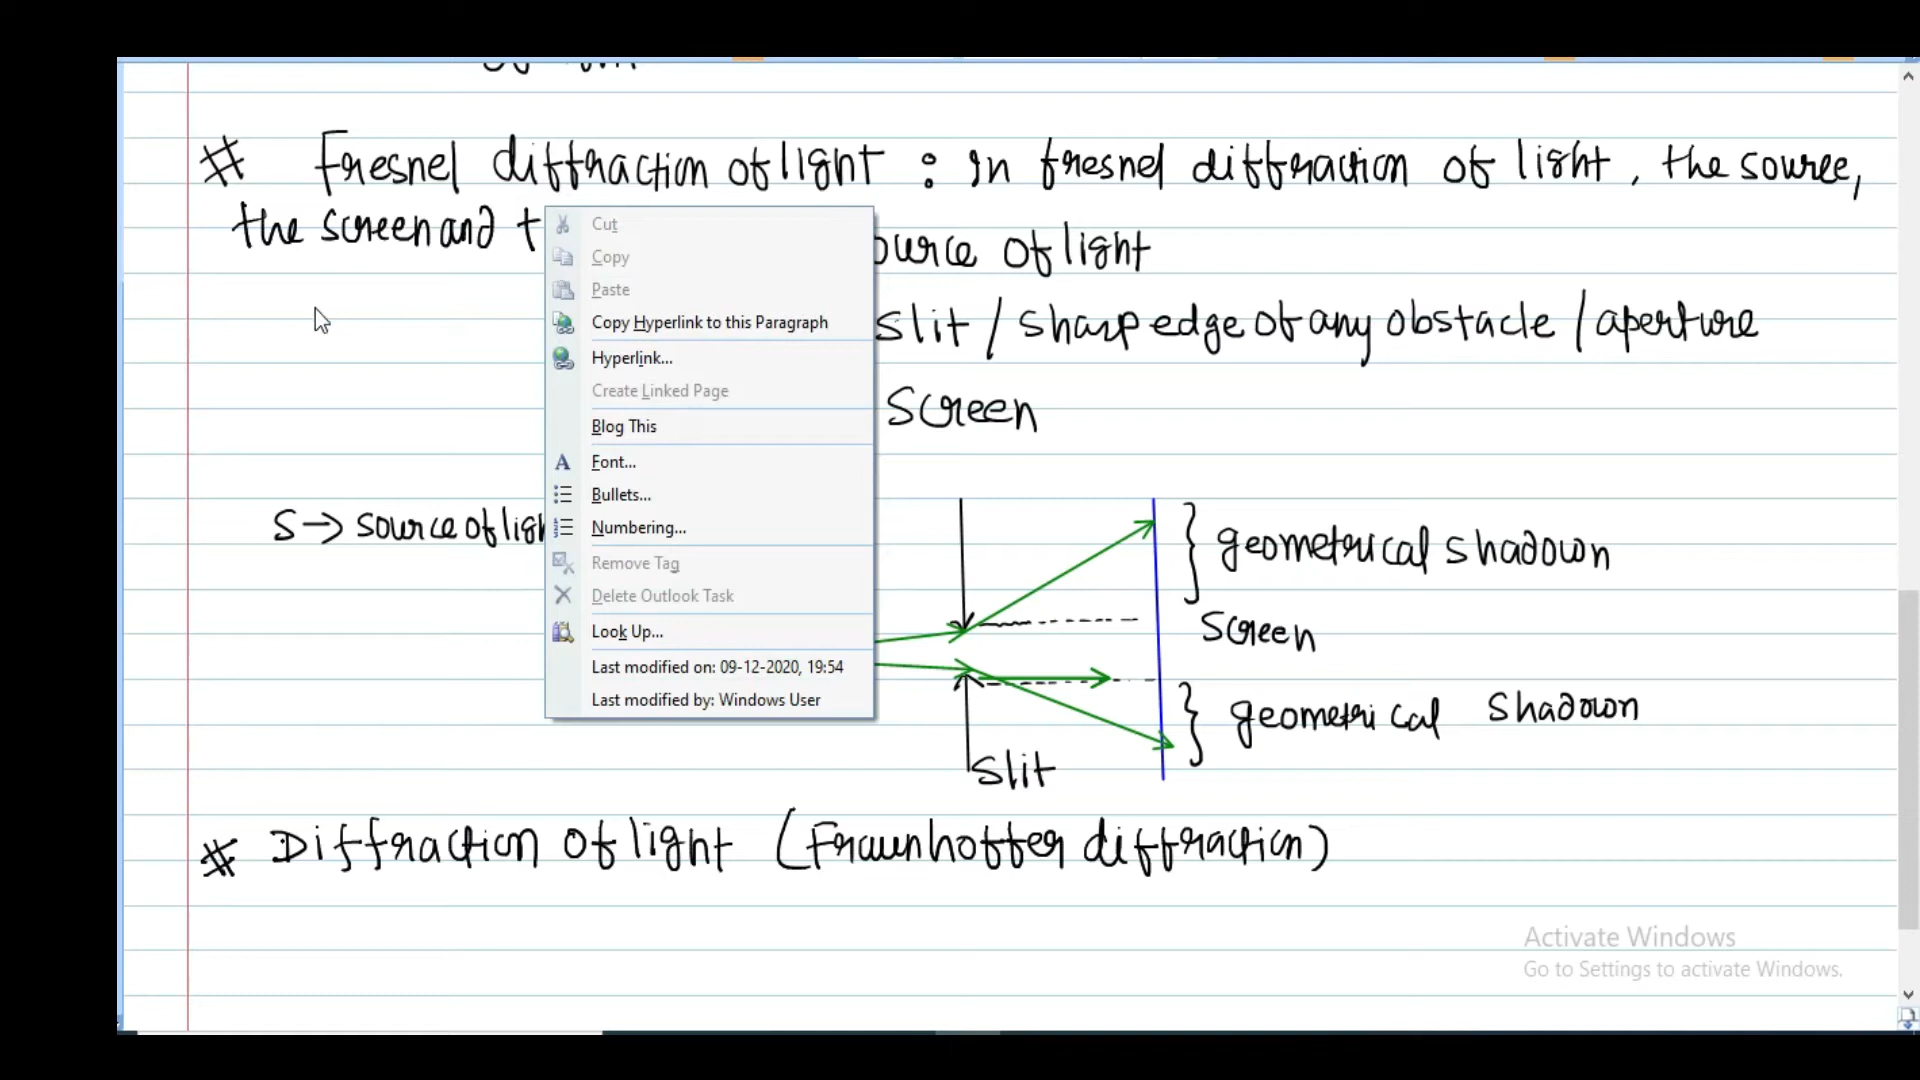 # Fresnel diffraction of light : In fresnel diffraction of light, the source,
the screen and t
ource of light
slit / sharp edge of any obstacle / aperture
Screen
S → source of ligh
geometrical shadown
Screen
geometrical shadown
Slit
* Diffraction of light (Fraunhoffer diffraction)
Cut
Copy
Paste
Copy Hyperlink to this Paragraph
Hyperlink...
Create Linked Page
Blog This
Font...
Bullets...
Numbering...
Remove Tag
Delete Outlook Task
Look Up...
Last modified on: 09-12-2020, 19:54
Last modified by: Windows User
Activate Windows
Go to Settings to activate Windows.